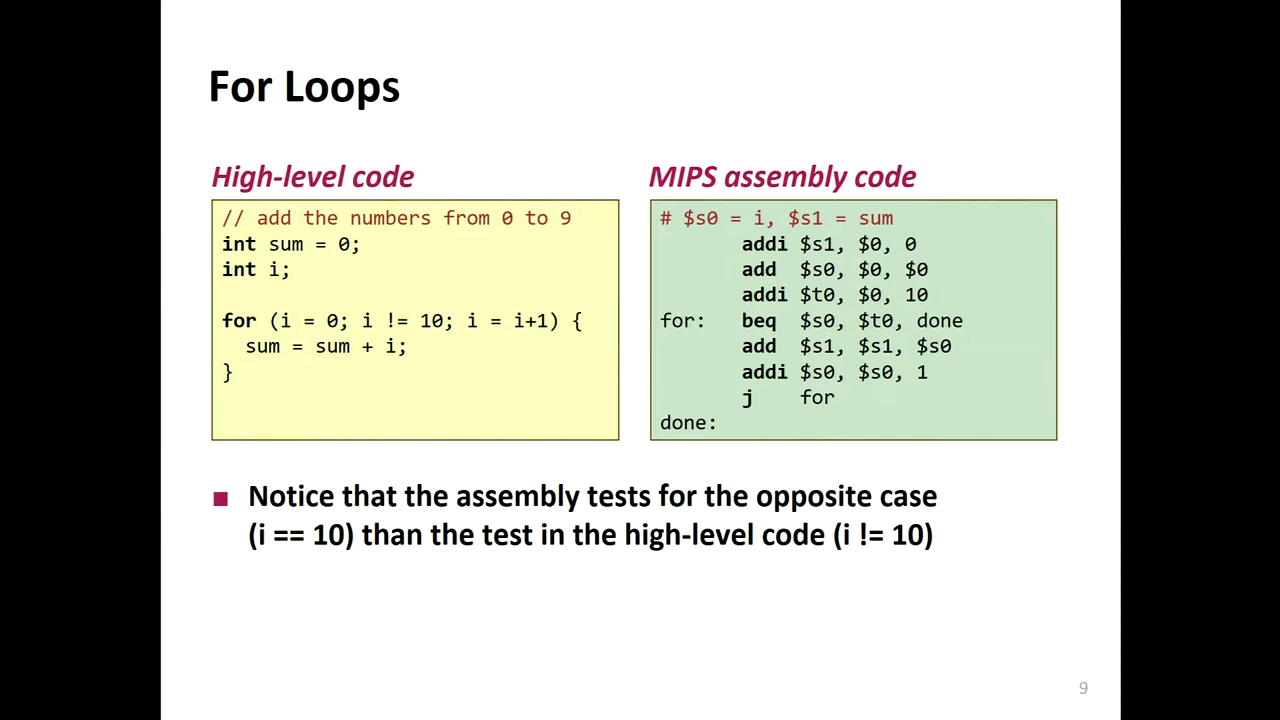 For Loops
High-level code
// add the numbers from 0 to 9
int sum = 0;
int i;
for (i = 0; i != 10; i = i+1) {
sum = sum + i;
}
MIPS assembly code
# $s0 = i, $s1 = sum
addi $s1, $0, 0
add $s0, $0, $0
addi $t0, $0, 10
for: beq $s0, $t0, done
add $s1, $s1, $s0
addi $s0, $s0, 1
j for
done:
Notice that the assembly tests for the opposite case
(i == 10) than the test in the high-level code (i != 10)
9